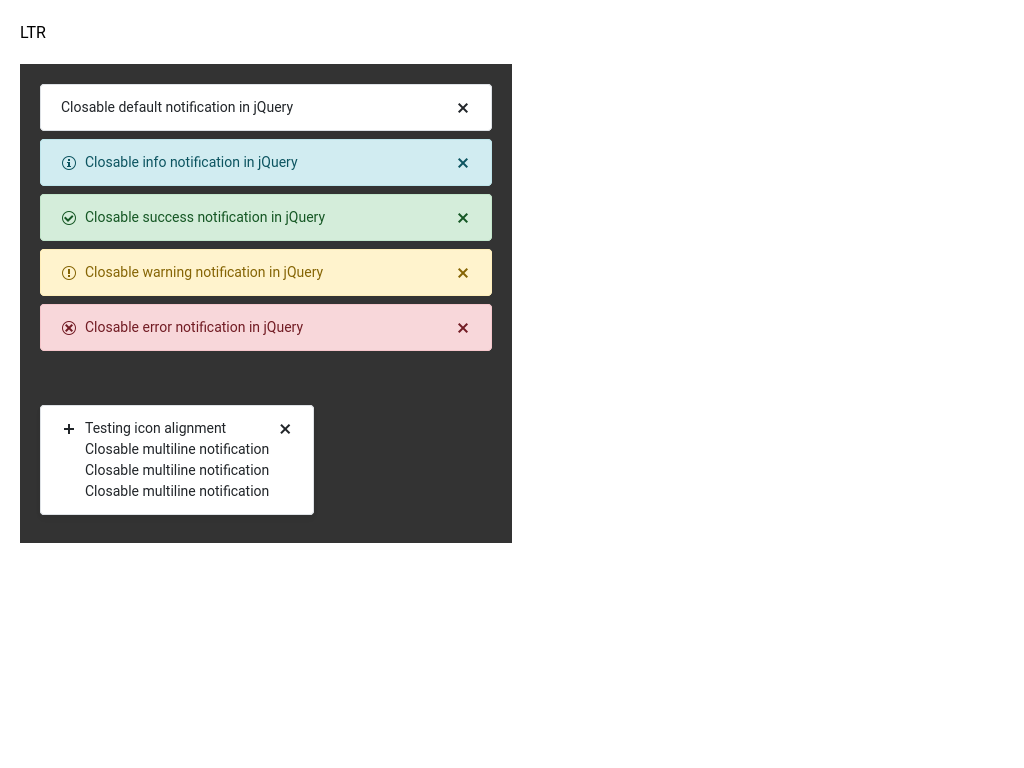 LTR
Closable default notification in jQuery
Closable info notification in jQuery
Closable success notification in jQuery
Closable warning notification in jQuery
Closable error notification in jQuery
Testing icon alignment
Closable multiline notification
Closable multiline notification
Closable multiline notification